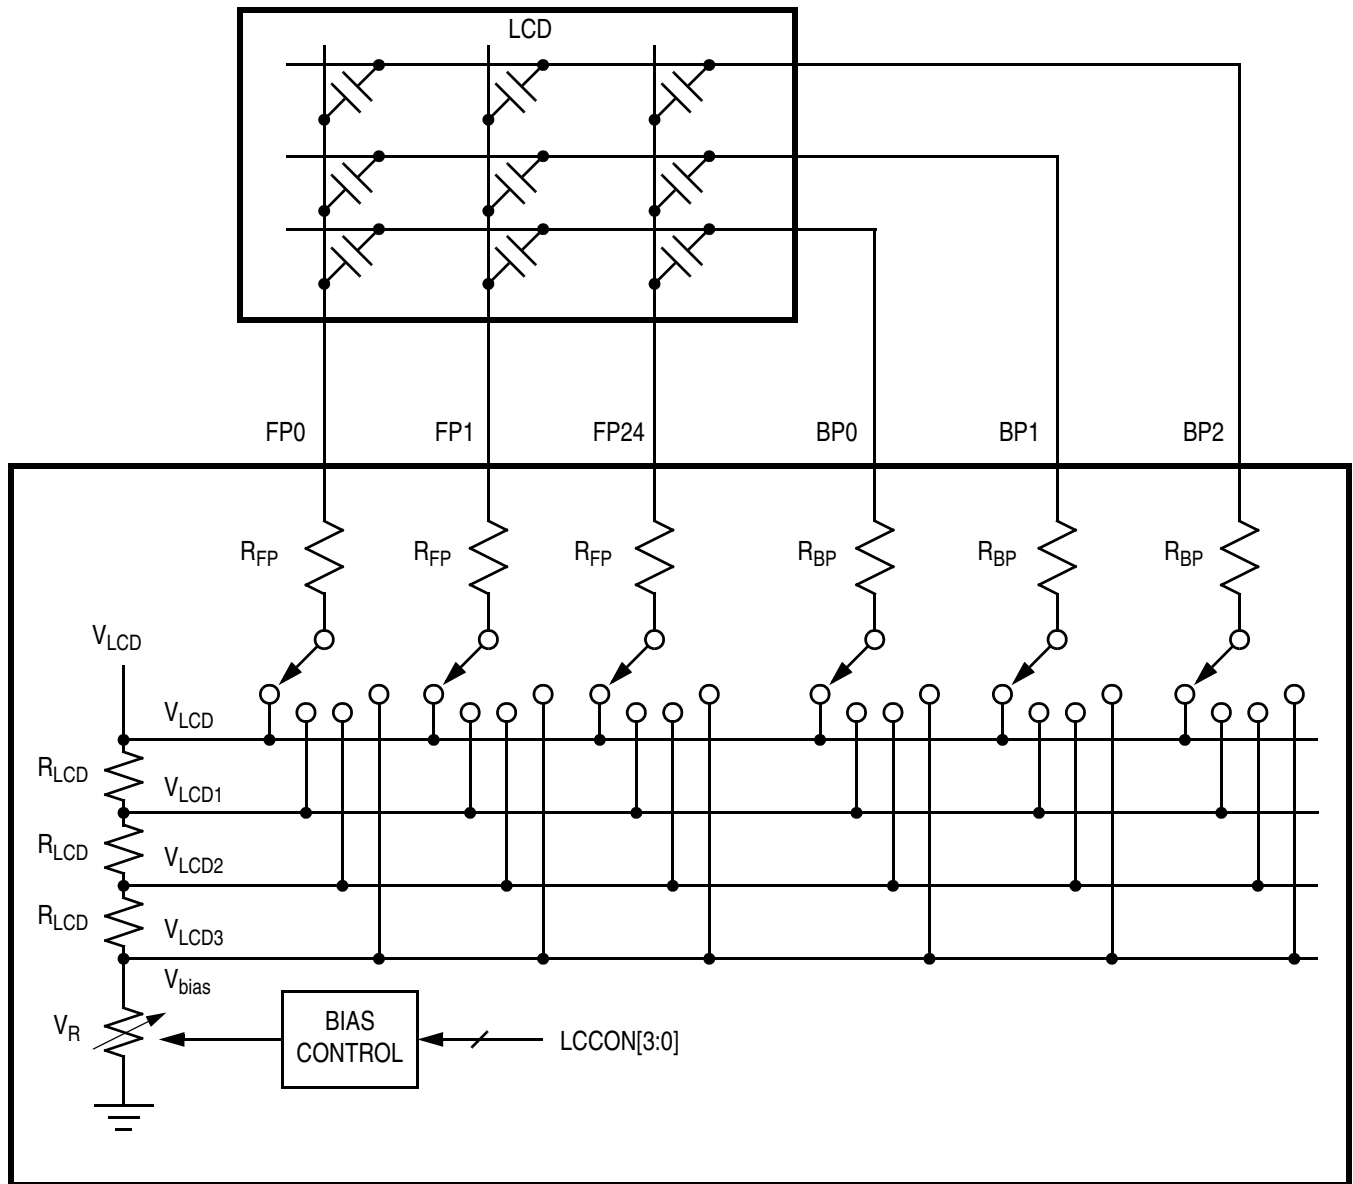 LCD
FP0 FP1 FP24 BP0 BP1 BP2
RFP RFP RFP RBP RBP RBP
VLCD
VLCD
RLCD
VLCD1
RLCD
VLCD2
RLCD
VLCD3
Vbias
VR
BIAS
CONTROL
LCCON[3:0]